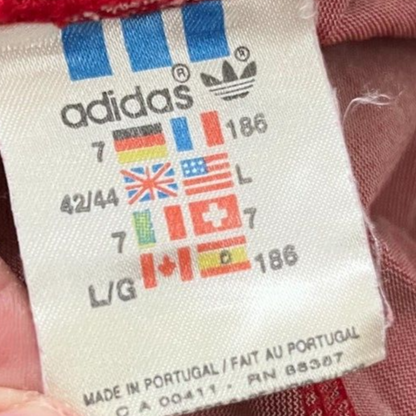 adidas®
®
7 186
42/44 L
7 7
L/G 186
MADE IN PORTUGAL / FAIT AU PORTUGAL
C A 00411 - RN 88387